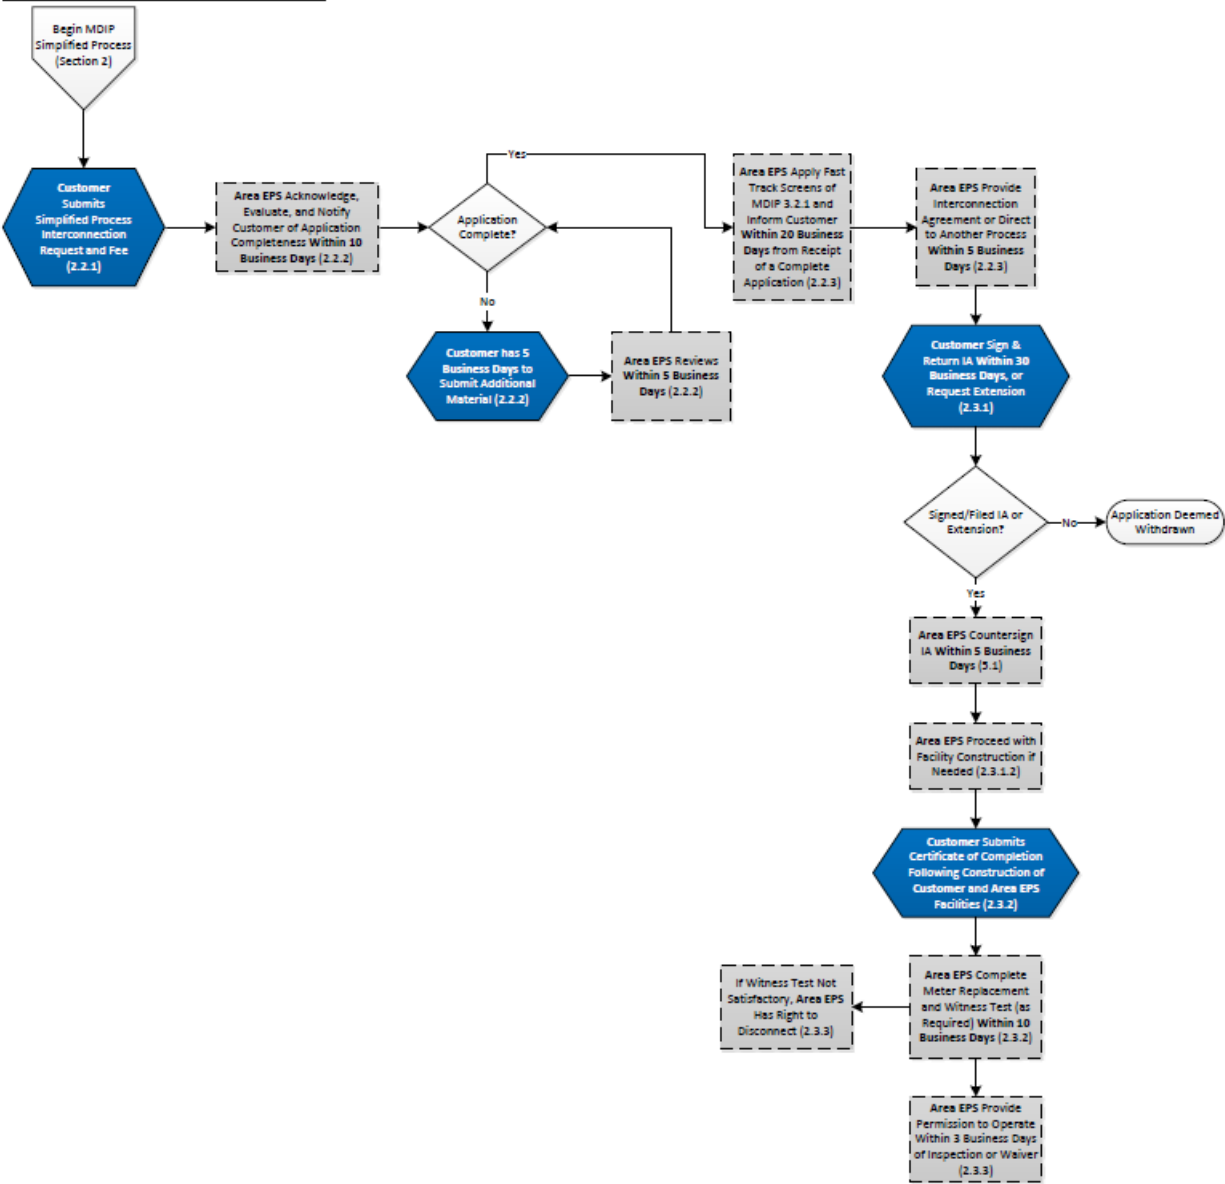 Begin MDIP
Simplified Process
(Section 2)
Customer
Submits
Simplified Process
Interconnection
Request and Fee
(2.2.1)
Area EPS Acknowledge,
Evaluate, and Notify
Customer of Application
Completeness Within 10
Business Days (2.2.2)
Application
Complete?
Yes
No
Customer has 5
Business Days to
Submit Additional
Material (2.2.2)
Area EPS Reviews
Within 5 Business
Days (2.2.2)
Area EPS Apply Fast
Track Screens of
MDIP 3.2.1 and
Inform Customer
Within 20 Business
Days from Receipt
of a Complete
Application (2.2.3)
Area EPS Provide
Interconnection
Agreement or Direct
to Another Process
Within 5 Business
Days (2.2.3)
Customer Sign &
Return IA Within 30
Business Days, or
Request Extension
(2.3.1)
Signed/Filed IA or
Extension?
No
Application Deemed
Withdrawn
Yes
Area EPS Countersign
IA Within 5 Business
Days (5.1)
Area EPS Proceed with
Facility Construction if
Needed (2.3.1.2)
Customer Submits
Certificate of Completion
Following Construction of
Customer and Area EPS
Facilities (2.3.2)
Area EPS Complete
Meter Replacement
and Witness Test (as
Required) Within 10
Business Days (2.3.2)
If Witness Test Not
Satisfactory, Area EPS
Has Right to
Disconnect (2.3.3)
Area EPS Provide
Permission to Operate
Within 3 Business Days
of Inspection or Waiver
(2.3.3)